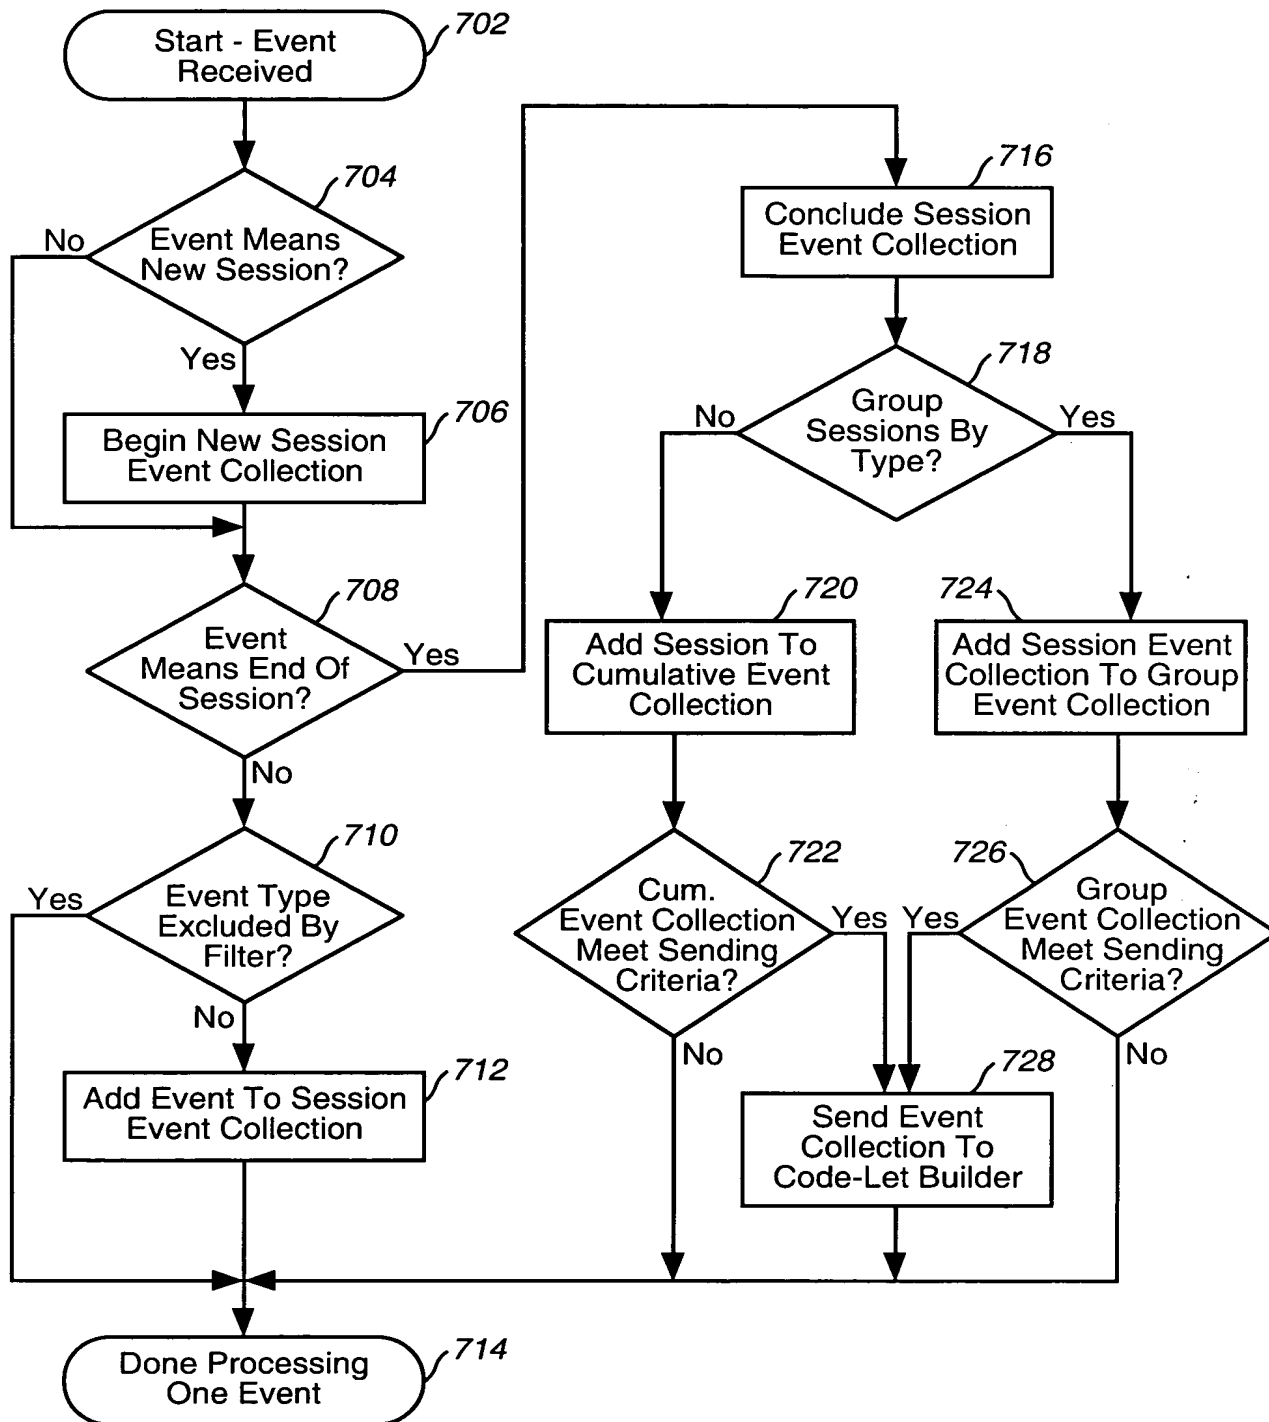 Start - Event
Received
702
704
Event Means
New Session?
No
Yes
706
Begin New Session
Event Collection
708
Event
Means End Of
Session?
Yes
No
710
Event Type
Excluded By
Filter?
Yes
No
712
Add Event To Session
Event Collection
714
Done Processing
One Event
716
Conclude Session
Event Collection
718
Group
Sessions By
Type?
No
Yes
720
Add Session To
Cumulative Event
Collection
724
Add Session Event
Collection To Group
Event Collection
722
Cum.
Event Collection
Meet Sending
Criteria?
Yes
No
726
Group
Event Collection
Meet Sending
Criteria?
Yes
No
728
Send Event
Collection To
Code-Let Builder